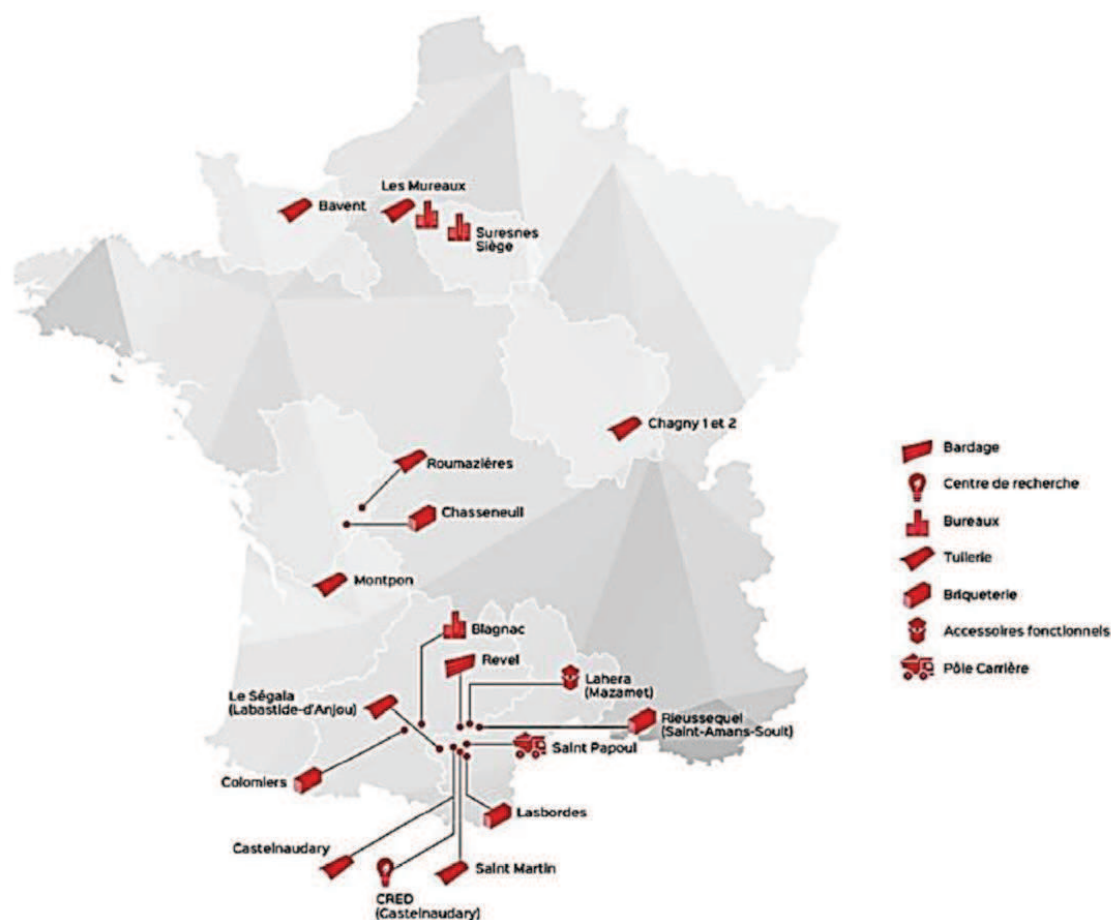 Les Mureaux
Bavent
Suresnes
Siège
Chagny 1 et 2
Roumazières
Chasseneuil
Montpon
Blagnac
Revel
Lahera
(Mazamet)
Le Ségala
(Labastide-d'Anjou)
Rieussequel
(Saint-Amans-Soult)
Saint Papoul
Colomiers
Lasbordes
Castelnaudary
Saint Martin
CRED
(Castelnaudary)
Bardage
Centre de recherche
Bureaux
Tuilerie
Briqueterie
Accessoires fonctionnels
Pôle Carrière